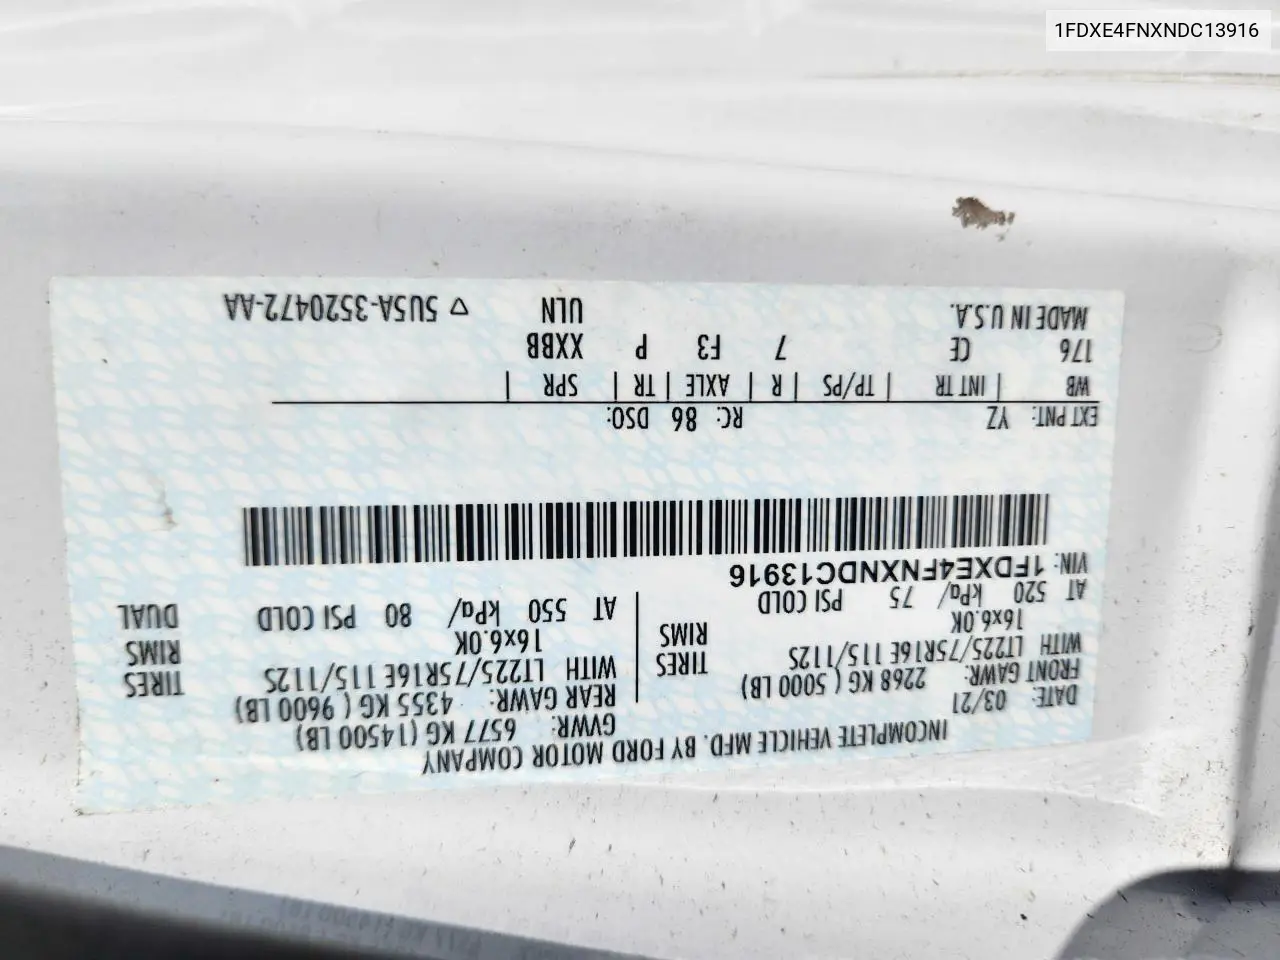 1FDXE4FNXNDC13916
INCOMPLETE VEHICLE MFD. BY FORD MOTOR COMPANY
DATE: 03/21 GVWR: 6577 KG (14500 LB)
FRONT GAWR: 2268 KG (5000 LB) REAR GAWR: 4355 KG (9600 LB)
WITH LT225/75R16E 115/112S TIRES WITH LT225/75R16E 115/112S TIRES
16x6.0K RIMS 16x6.0K RIMS
AT 520 kPa/ 75 PSI COLD AT 550 kPa/ 80 PSI COLD DUAL
VIN: 1FDXE4FNXNDC13916
EXT PNT: YZ RC: 86 DSO:
WB | INT TR | TP/PS | R | AXLE | TR | SPR |
176 CE 7 F3 P XXBB
MADE IN U.S.A. ULN ▽ 5U5A-3520472-AA